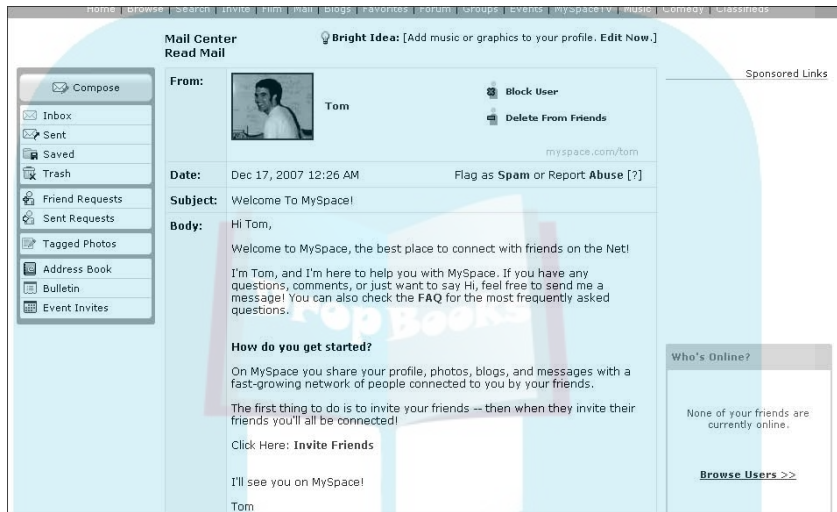 Home | Browse | Search | Invite | Film | Mail | Blogs | Favorites | Forum | Groups | Events | MySpaceTV | Music | Comedy | Classifieds
Mail Center
Read Mail
Bright Idea: [Add music or graphics to your profile. Edit Now.]
Sponsored Links
Compose
Inbox
Sent
Saved
Trash
Friend Requests
Sent Requests
Tagged Photos
Address Book
Bulletin
Event Invites
From:
Tom
Block User
Delete From Friends
myspace.com/tom
Date: Dec 17, 2007 12:26 AM Flag as Spam or Report Abuse [?]
Subject: Welcome To MySpace!
Body: Hi Tom,
Welcome to MySpace, the best place to connect with friends on the Net!
I'm Tom, and I'm here to help you with MySpace. If you have any
questions, comments, or just want to say Hi, feel free to send me a
message! You can also check the FAQ for the most frequently asked
questions.
Drop Books
How do you get started?
On MySpace you share your profile, photos, blogs, and messages with a
fast-growing network of people connected to you by your friends.
The first thing to do is to invite your friends -- then when they invite their
friends you'll all be connected!
Click Here: Invite Friends
I'll see you on MySpace!
Tom
Who's Online?
None of your friends are
currently online.
Browse Users >>